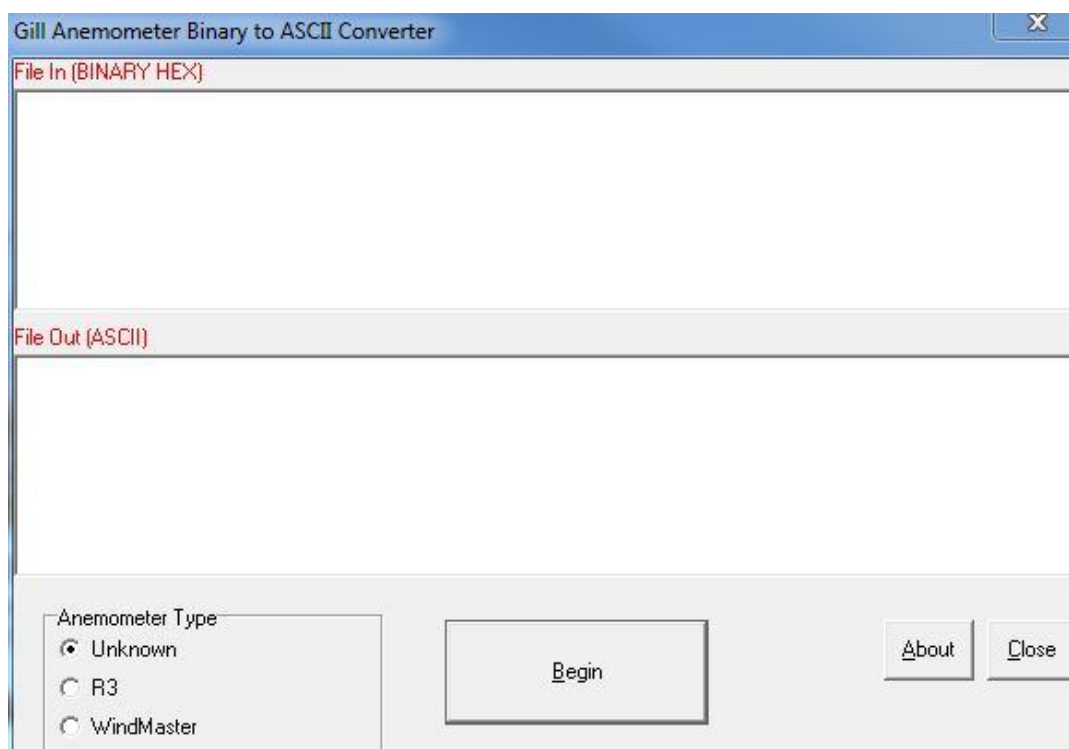 Gill Anemometer Binary to ASCII Converter
File In (BINARY HEX)
File Out (ASCII)
Anemometer Type
Unknown
R3
WindMaster
Begin
About
Close